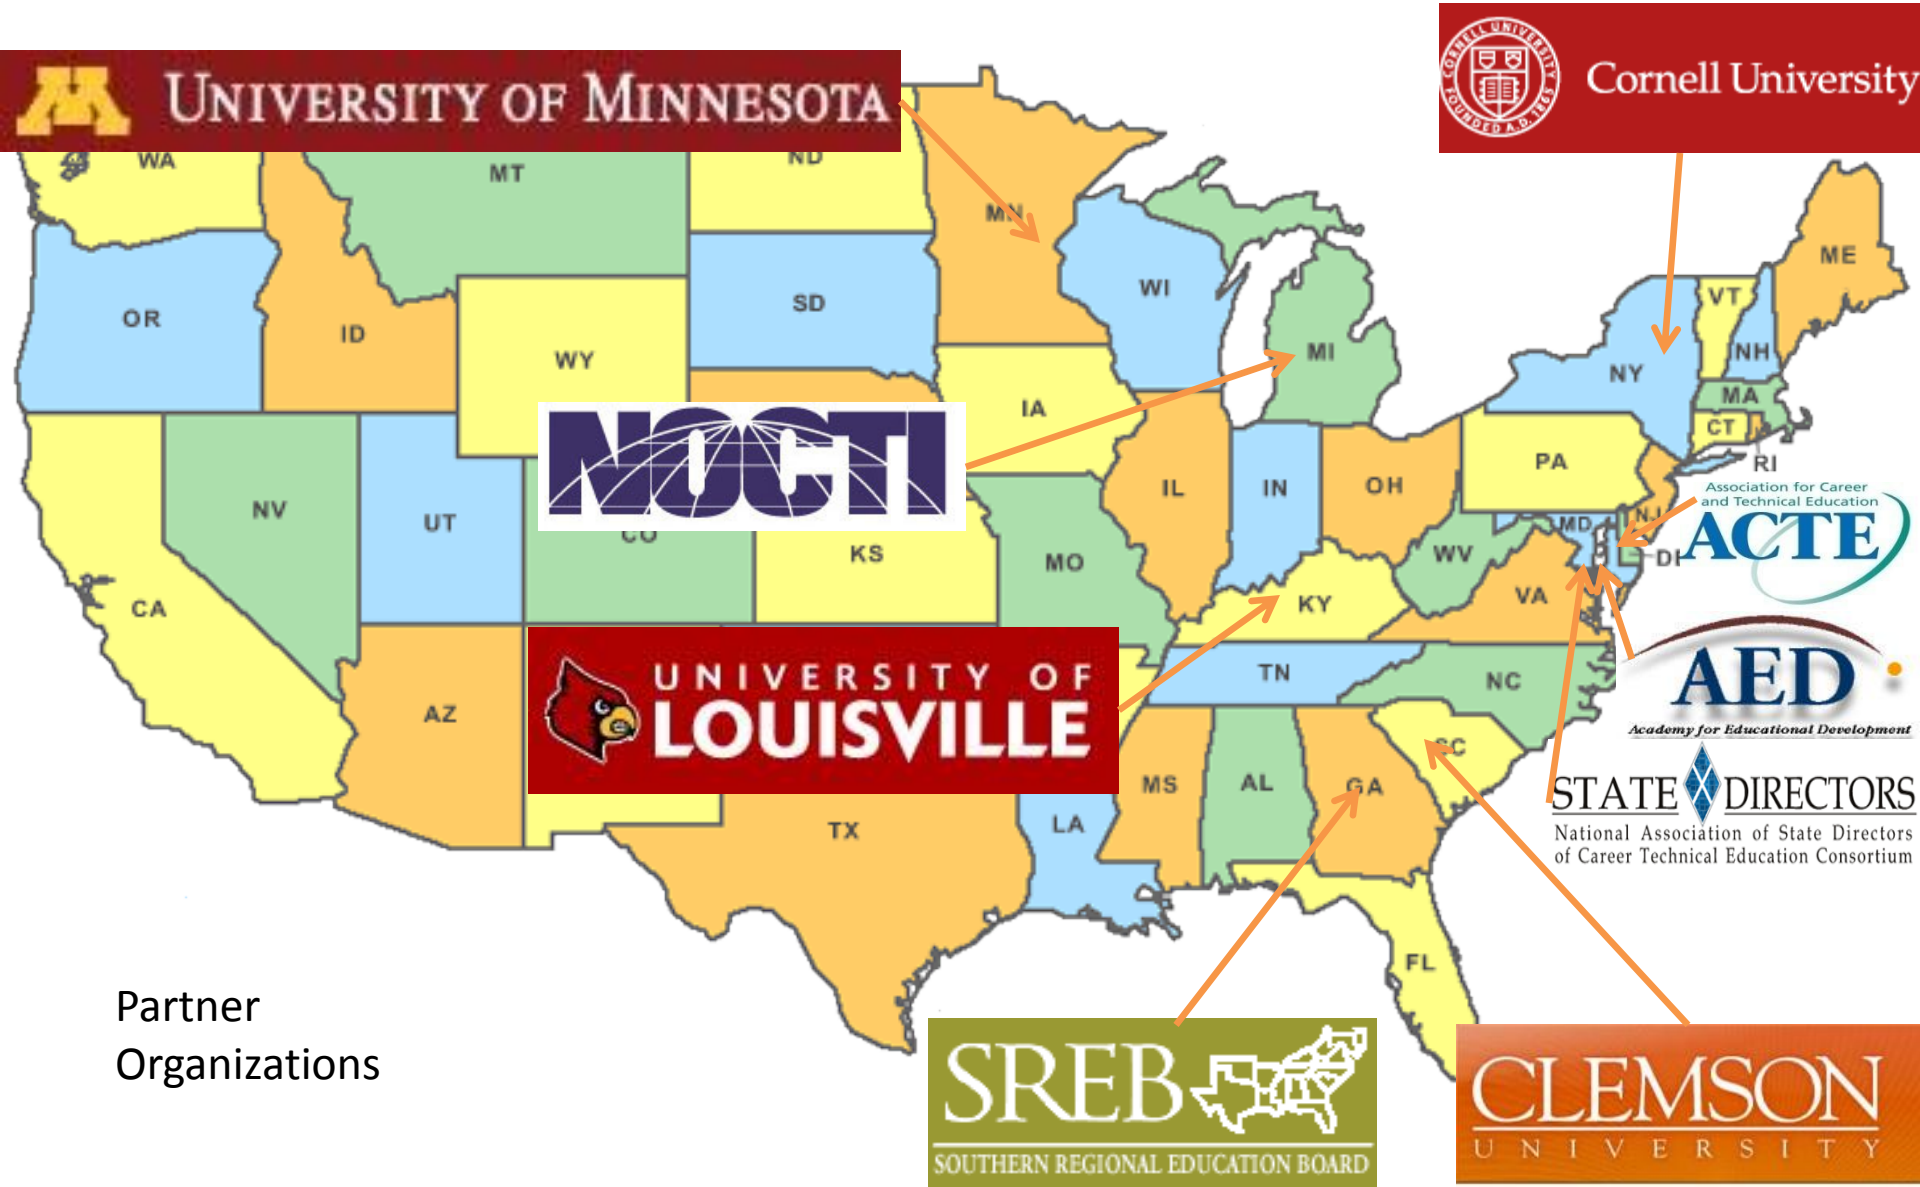 UNIVERSITY OF MINNESOTA
CORNELL UNIVERSITY
FOUNDED A.D. 1865
Cornell University
WA
MT
ND
MN
ME
OR
ID
SD
WI
VT
WY
MI
NH
NY
IA
MA
NOCTI
CT
PA
RI
IL
IN
OH
NV
UT
Association for Career
and Technical Education
ACTE
NJ
MD
CO
KS
MO
WV
DE
CA
KY
VA
UNIVERSITY OF
LOUISVILLE
TN
NC
AED
Academy for Educational Development
AZ
SC
STATE DIRECTORS
National Association of State Directors
of Career Technical Education Consortium
MS
AL
GA
TX
LA
FL
Partner
Organizations
SREB
SOUTHERN REGIONAL EDUCATION BOARD
CLEMSON
UNIVERSITY